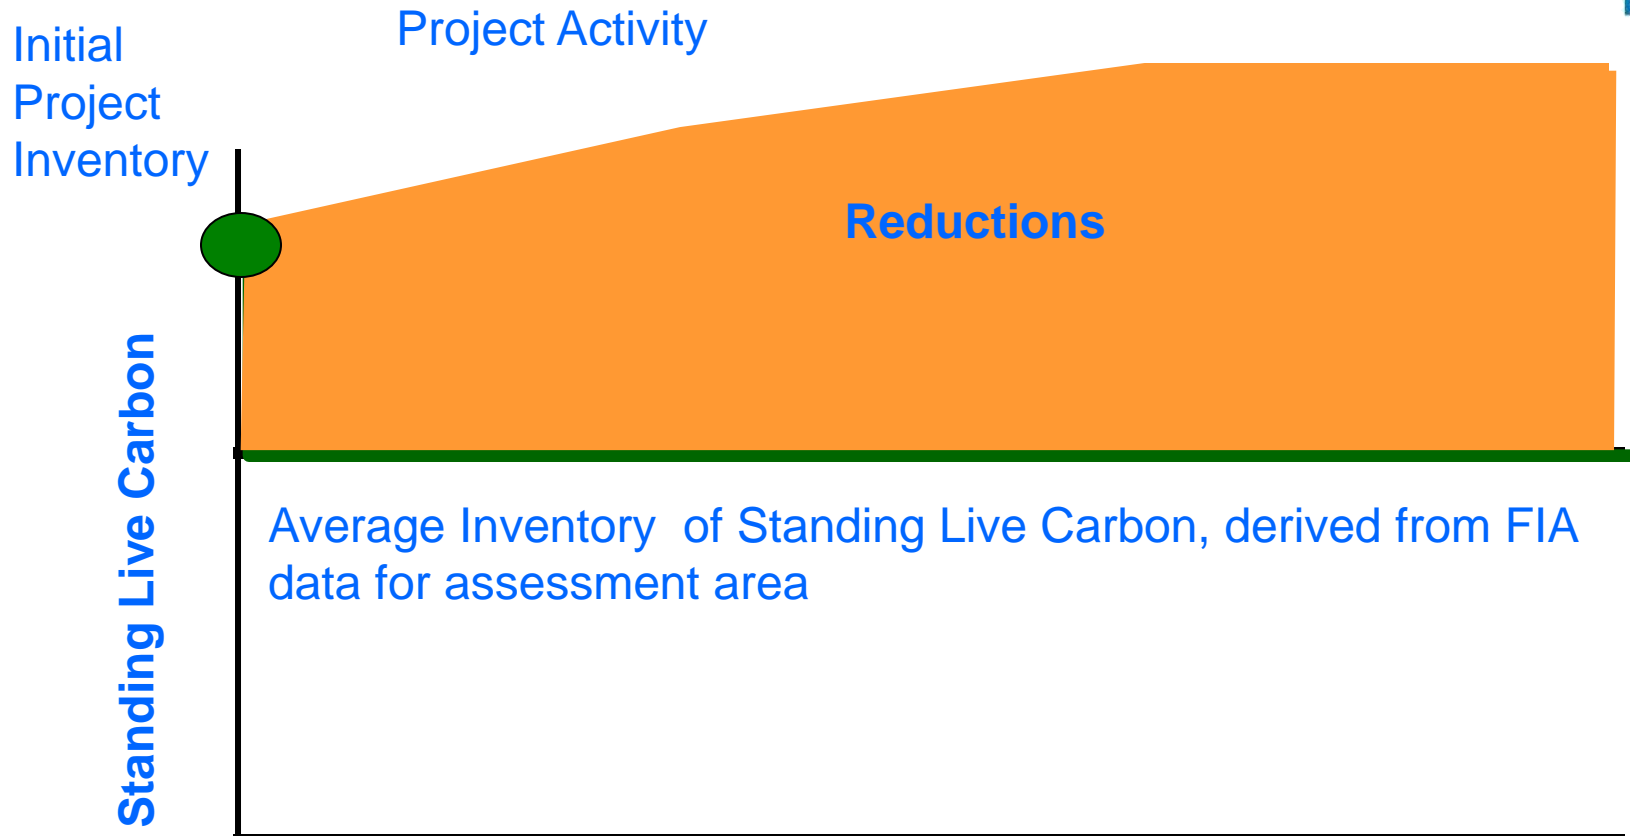 Initial
Project
Inventory
Project Activity
Reductions
Standing Live Carbon
Average Inventory  of Standing Live Carbon, derived from FIA
data for assessment area